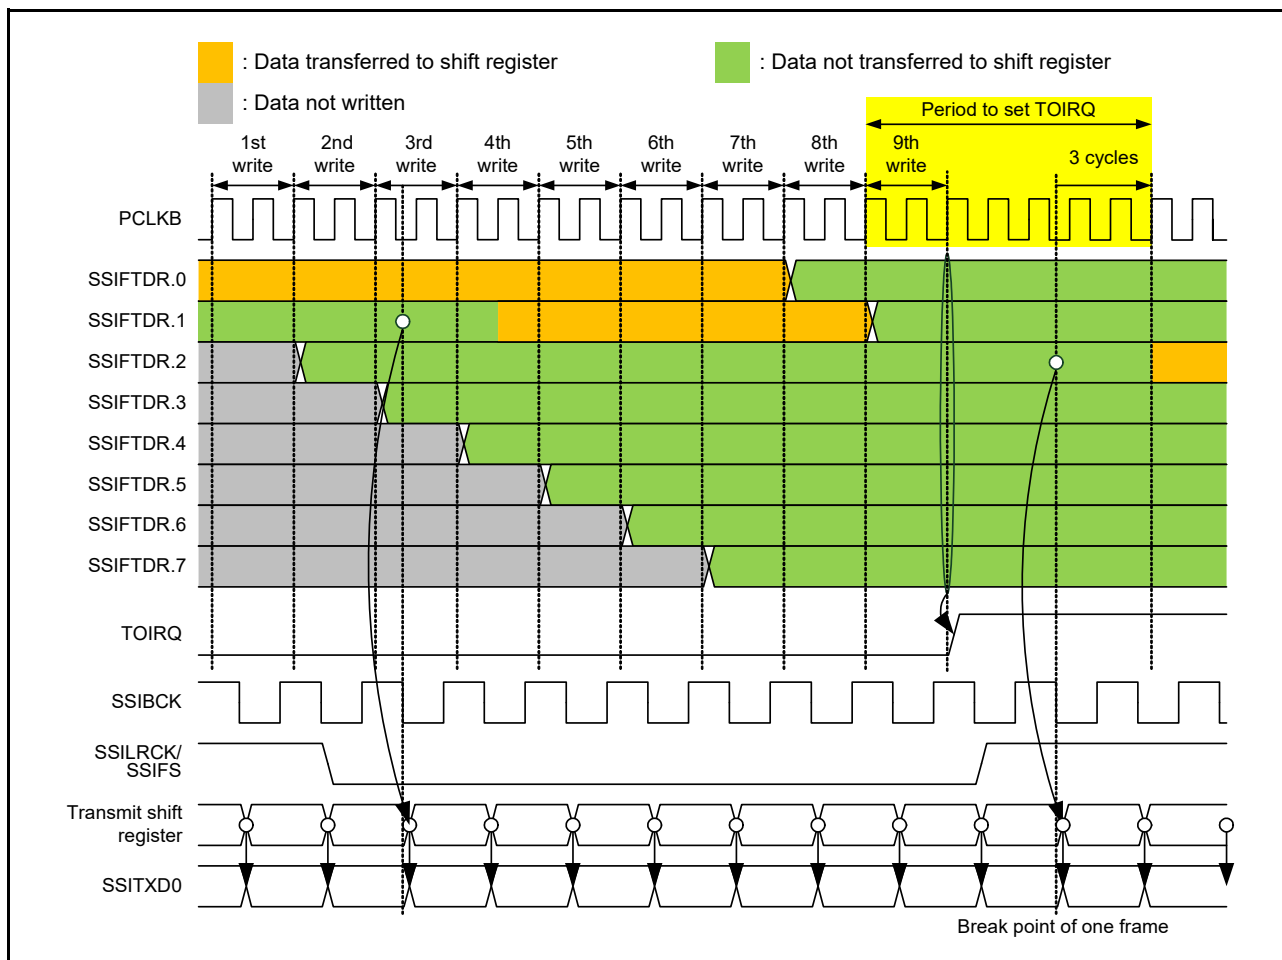 : Data transferred to shift register
: Data not transferred to shift register
: Data not written
Period to set TOIRQ
1st
write
2nd
write
3rd
write
4th
write
5th
write
6th
write
7th
write
8th
write
9th
write
3 cycles
PCLKB
SSIFTDR.0
SSIFTDR.1
SSIFTDR.2
SSIFTDR.3
SSIFTDR.4
SSIFTDR.5
SSIFTDR.6
SSIFTDR.7
TOIRQ
SSIBCK
SSILRCK/
SSIFS
Transmit shift
register
SSITXD0
Break point of one frame